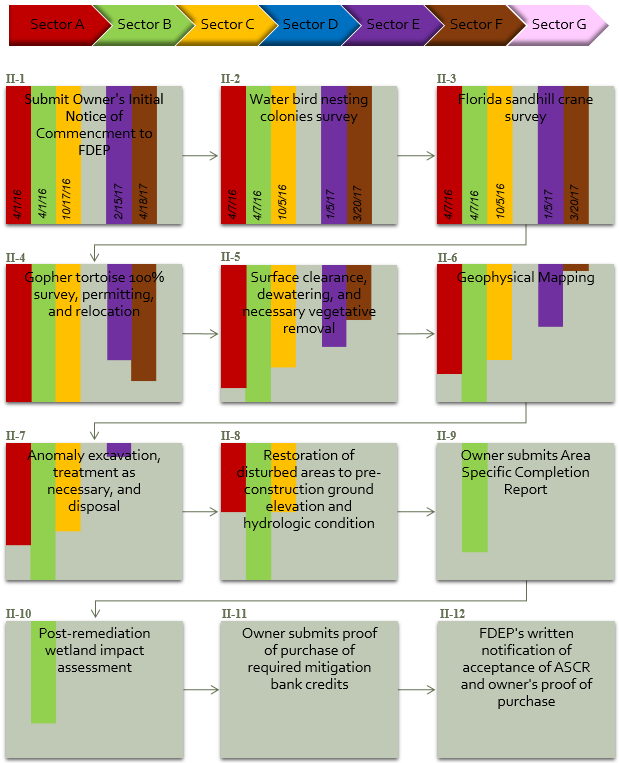 Sector A Sector B Sector C Sector D Sector E Sector F Sector G
II-1
Submit Owner's Initial
Notice of
Commencment to
FDEP
4/1/16
4/1/16
10/17/16
2/15/17
4/18/17
II-2
Water bird nesting
colonies survey
4/7/16
4/7/16
10/5/16
1/5/17
3/20/17
II-3
Florida sandhill crane
survey
4/7/16
4/7/16
10/5/16
1/5/17
3/20/17
II-4
Gopher tortoise 100%
survey, permitting,
and relocation
II-5
Surface clearance,
dewatering, and
necessary vegetative
removal
II-6
Geophysical Mapping
II-7
Anomaly excavation,
treatment as
necessary, and
disposal
II-8
Restoration of
disturbed areas to pre-
construction ground
elevation and
hydrologic condition
II-9
Owner submits Area
Specific Completion
Report
II-10
Post-remediation
wetland impact
assessment
II-11
Owner submits proof
of purchase of
required mitigation
bank credits
II-12
FDEP's written
notification of
acceptance of ASCR
and owner's proof of
purchase